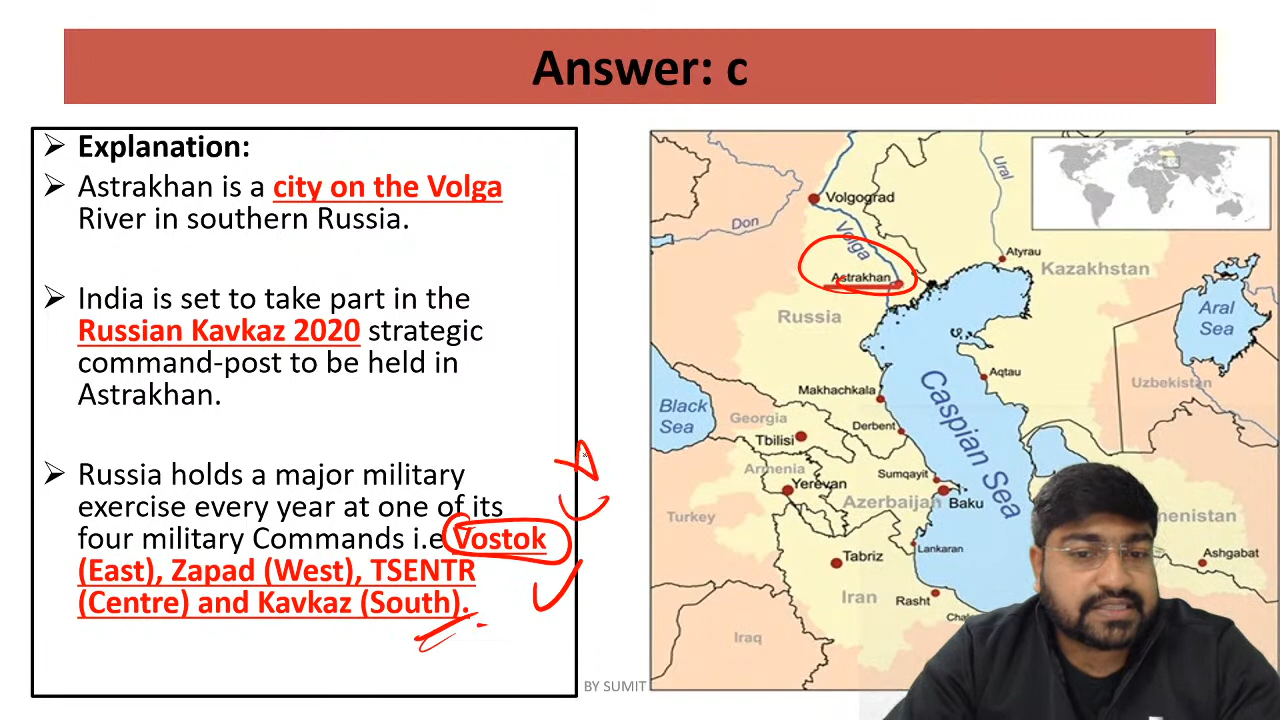 Answer: c
Explanation:
Astrakhan is a city on the Volga
River in southern Russia.
India is set to take part in the
Russian Kavkaz 2020 strategic
command-post to be held in
Astrakhan.
Russia holds a major military
exercise every year at one of its
four military Commands i.e Vostok
(East), Zapad (West), TSENTR
(Centre) and Kavkaz (South).
BY SUMIT
Volgograd
Ural
Don
Volga
Atyrau
Astrakhan
Kazakhstan
Russia
Aral
Sea
Aqtau
Uzbekistan
Makhachkala
Caspian Sea
Black
Sea
Georgia
Derbent
Tbilisi
Armenia
Sumqayit
Yerevan
Azerbaijan
Baku
Turkey
Lankaran
Tabriz
Ashgabat
Iran
Rasht
Iraq